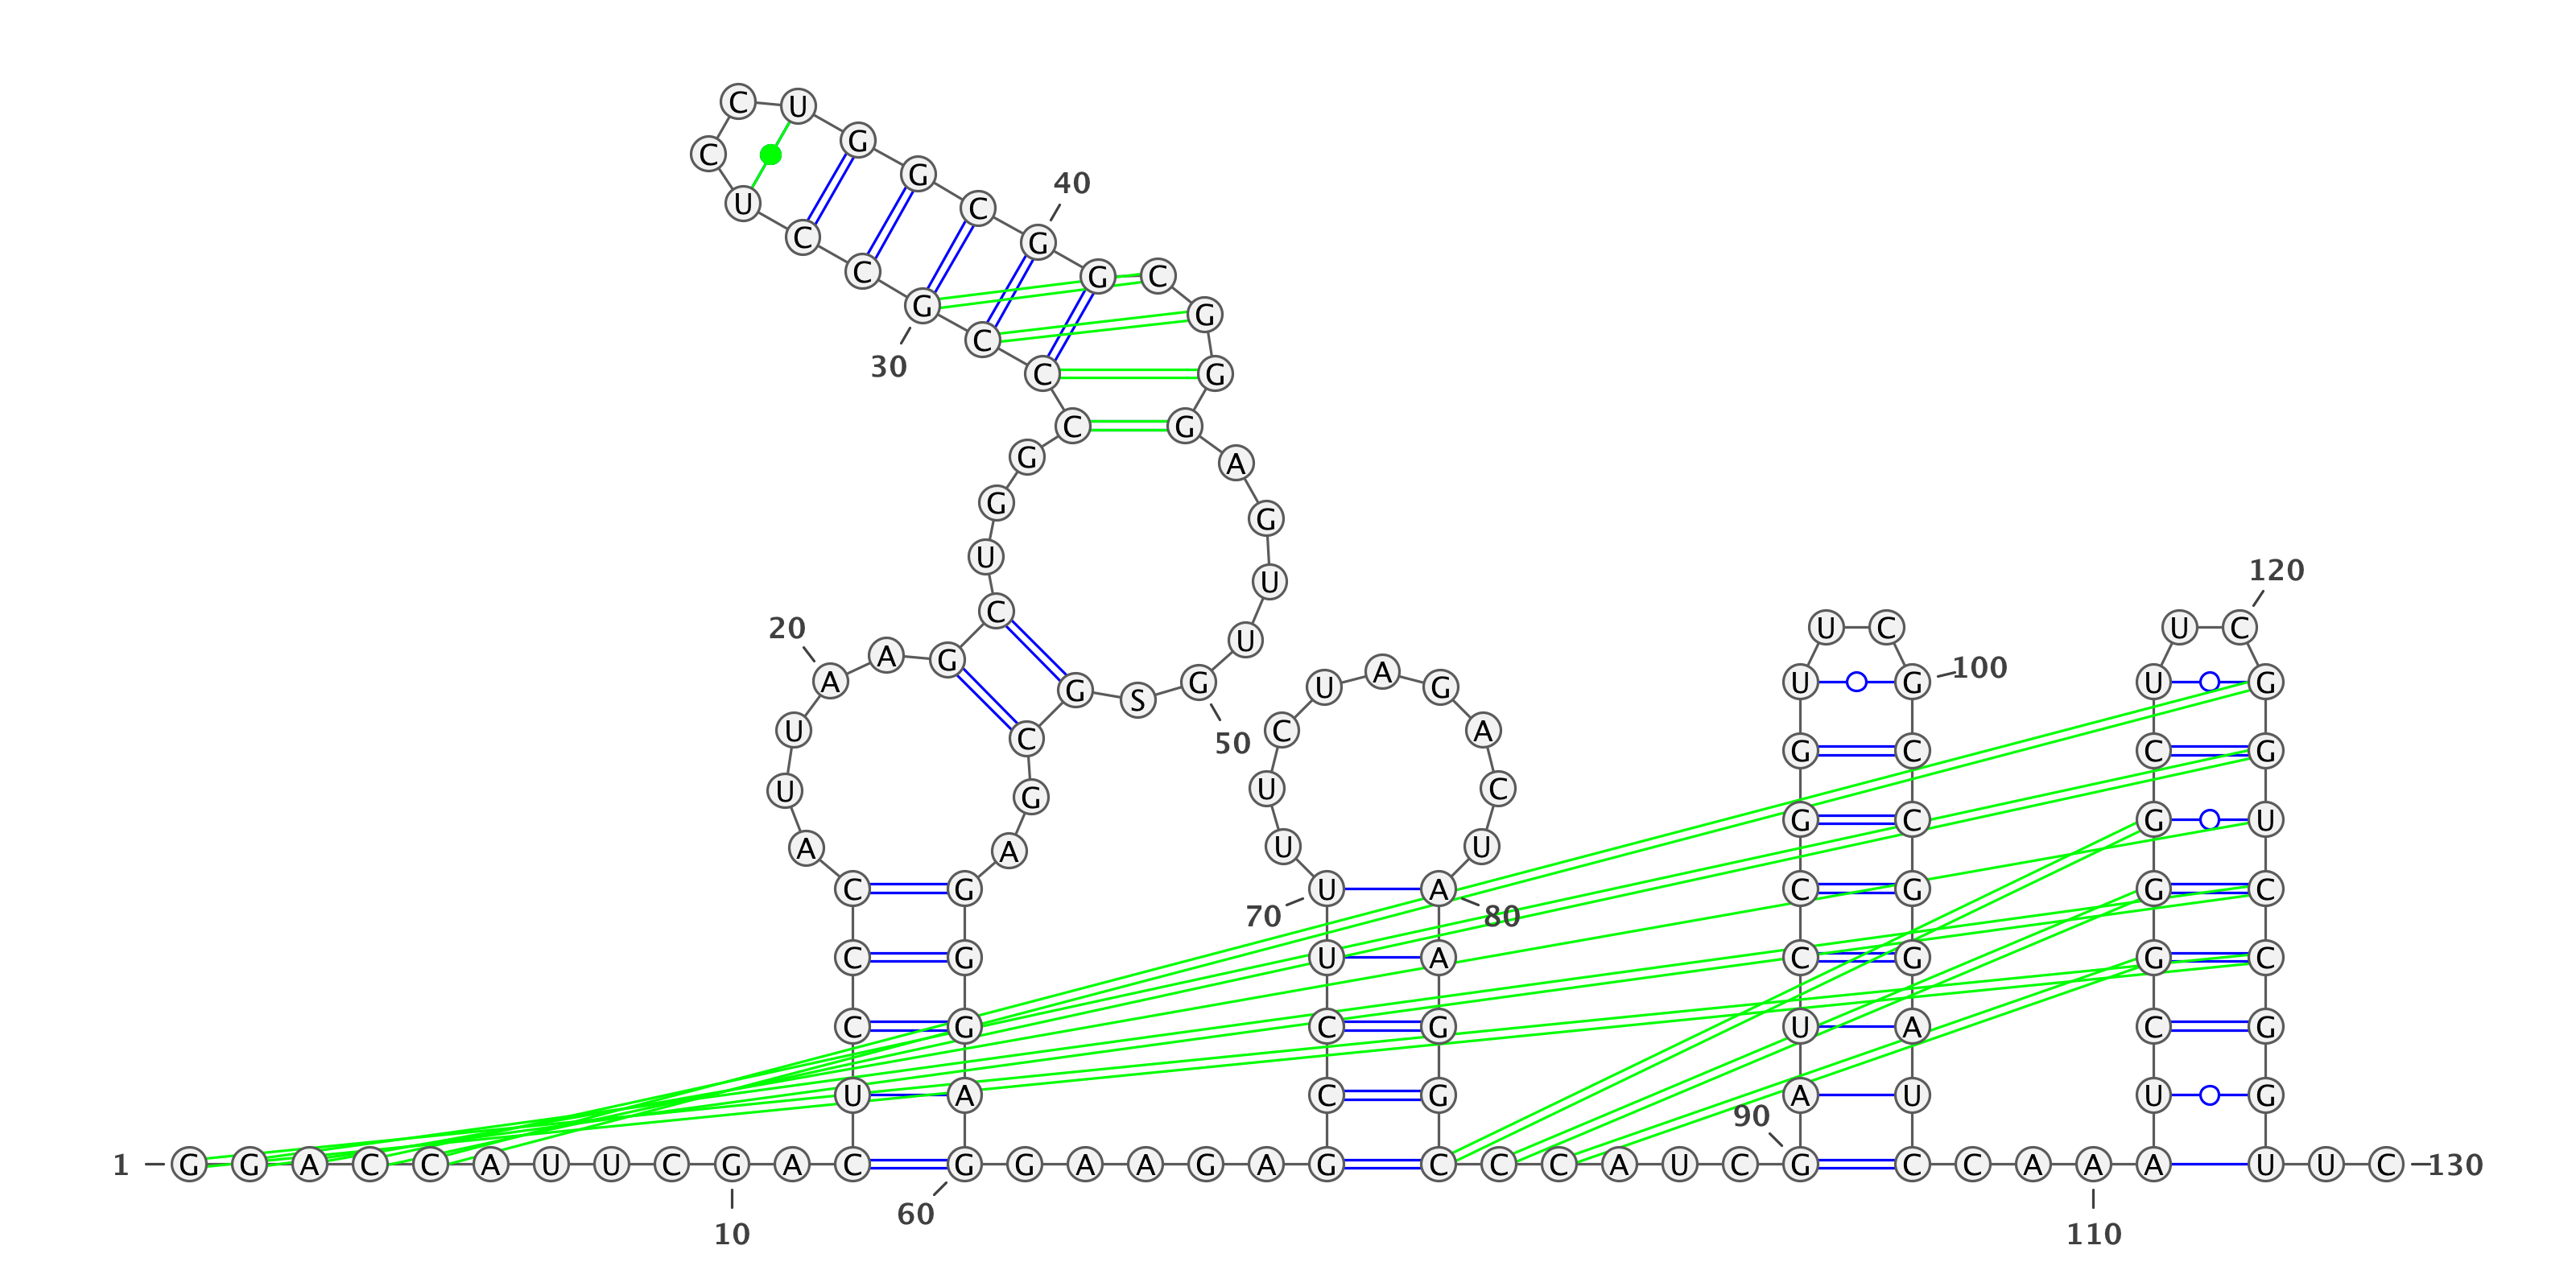 C U
G
C
G
40
U C
C G
C G C
G G
C
30
C G
C G
G A
G G
U
120
U
C
20 U C U C
U
A G A 100
A G S G U G U G U G U G
U C C A
50 G C C G
U G U C
G C G U
A A U U
C G U A C G G C
70 80
C G U A C G G C
C G C G U A C G
U A C G A U U G
90
1 G G A C C A U U C G A C G G A A G A G C C C A U C G C C A A A U U C 130
60
10 110